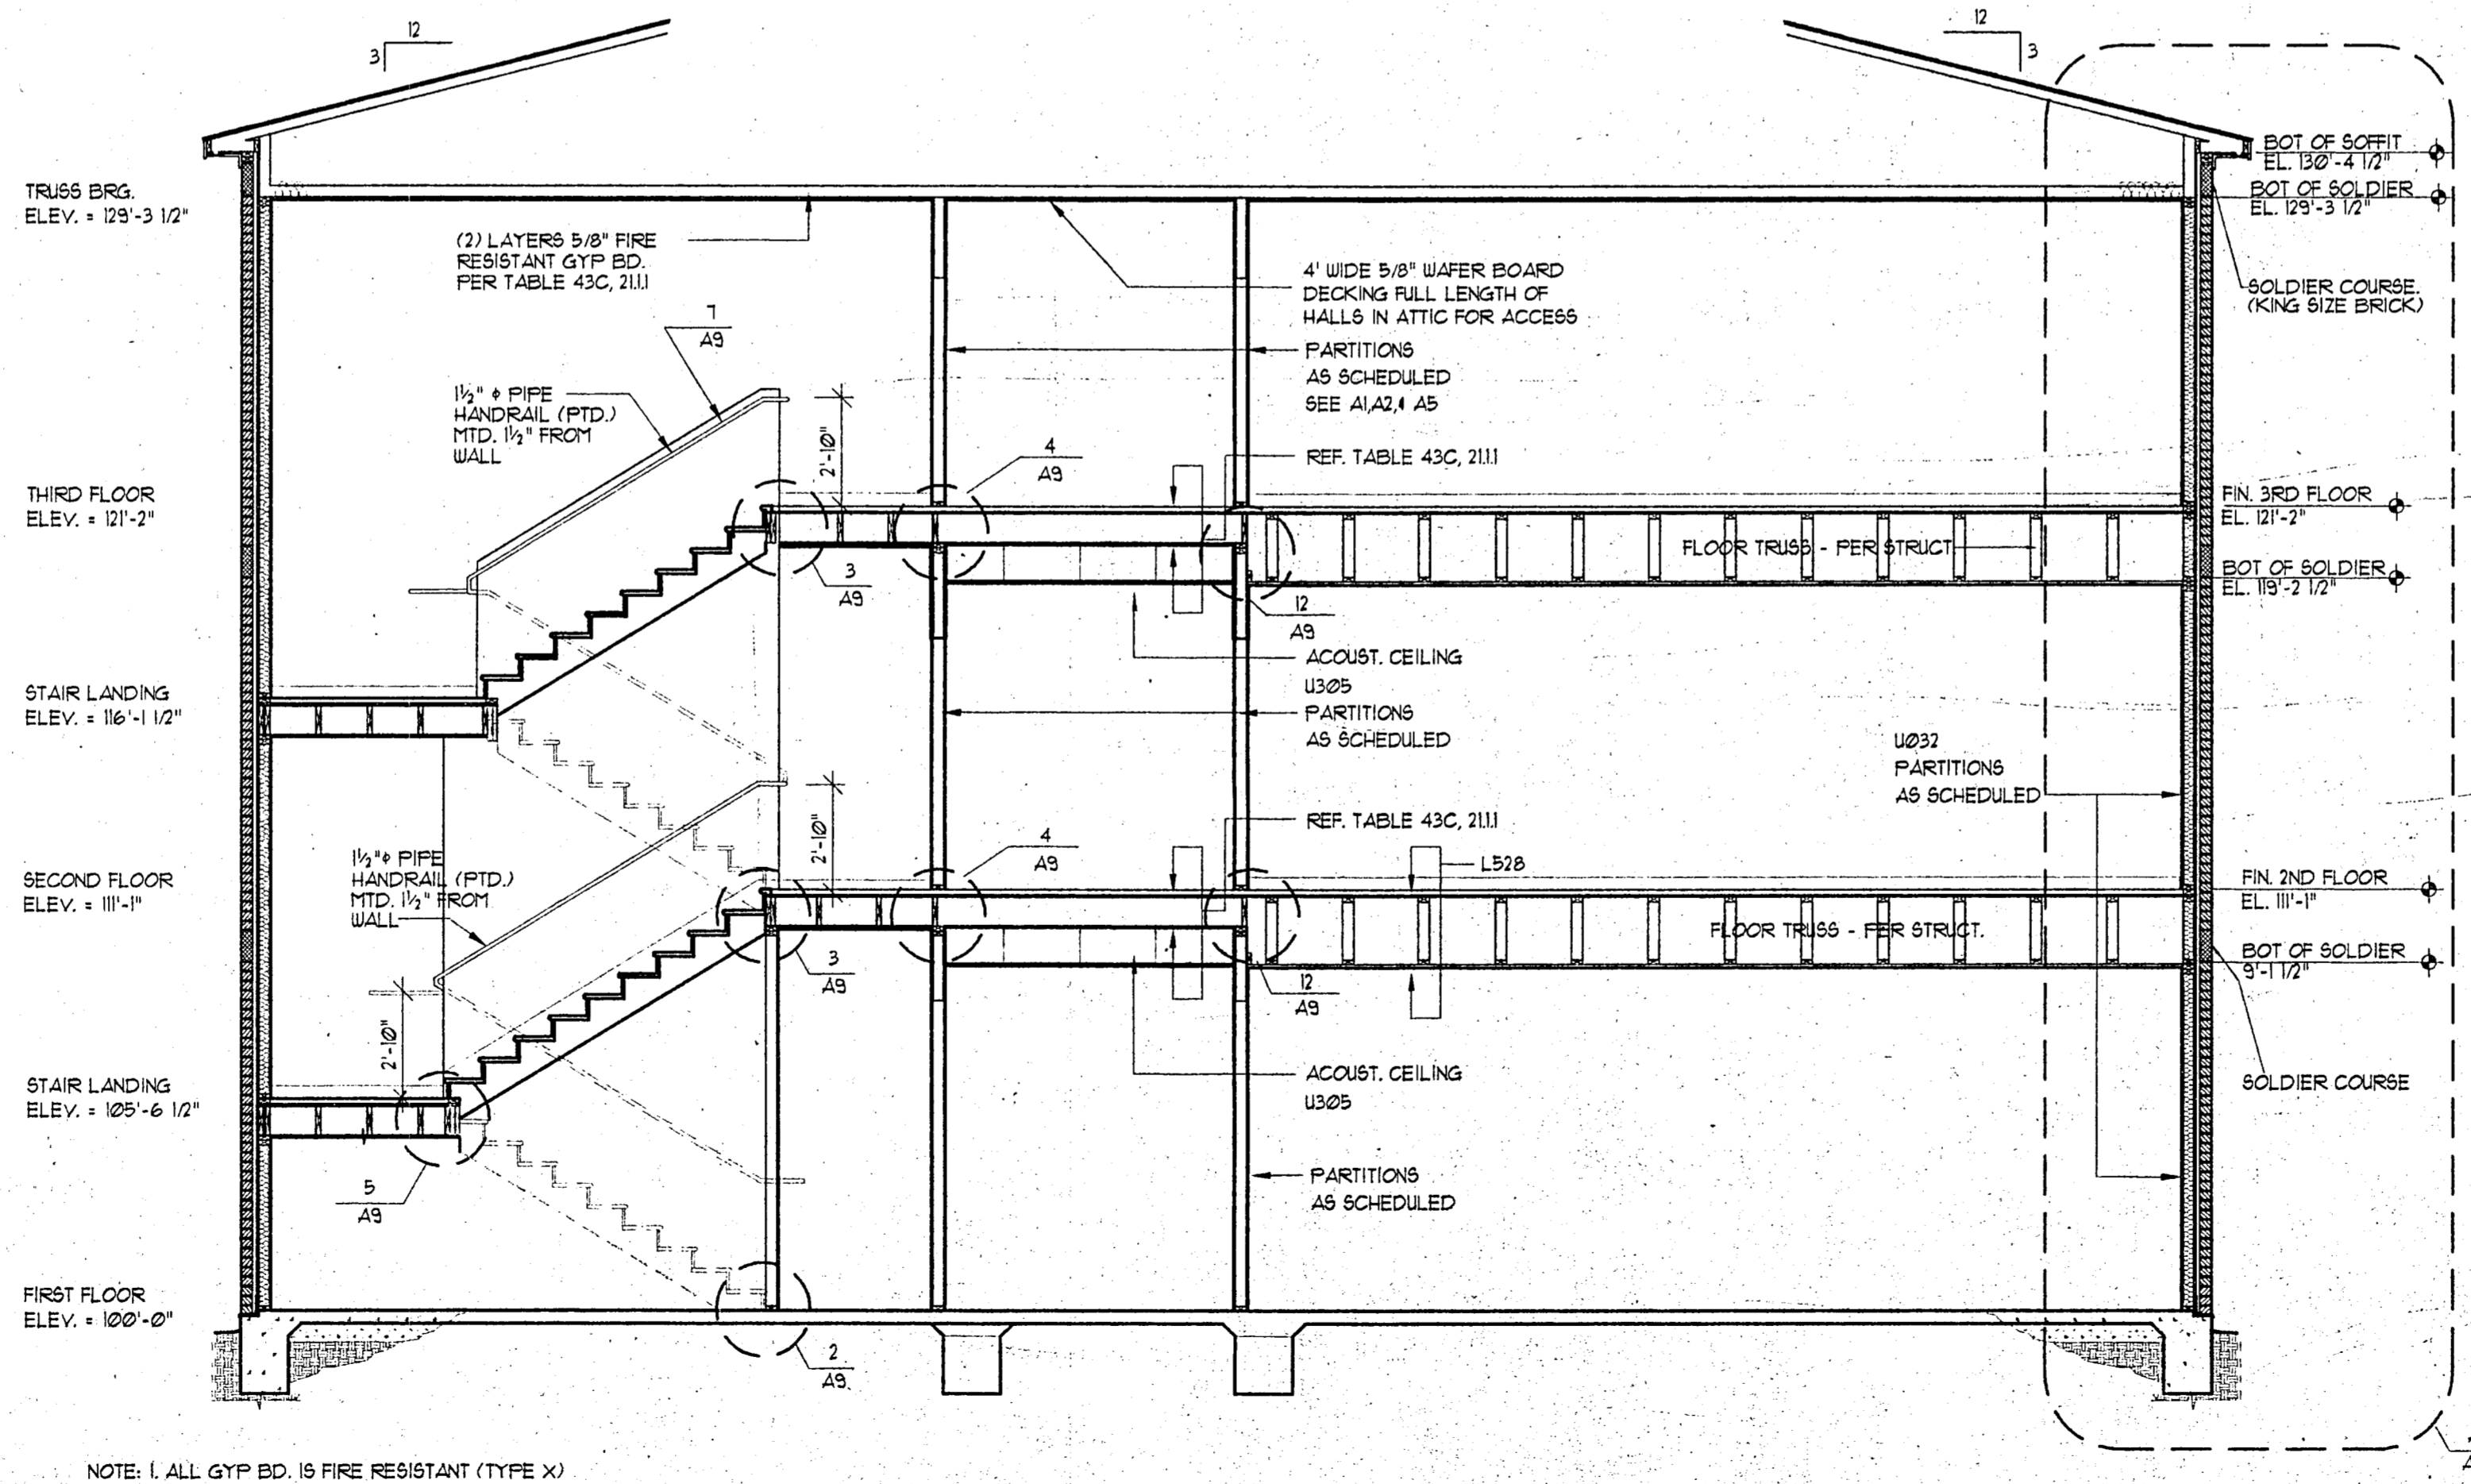 12
3
12
3
TRUSS BRG.
ELEV. = 129'-3 1/2"
THIRD FLOOR
ELEV. = 121'-2"
STAIR LANDING
ELEV. = 116'-1 1/2"
SECOND FLOOR
ELEV. = 111'-1"
STAIR LANDING
ELEV. = 105'-6 1/2"
FIRST FLOOR
ELEV. = 100'-0"
(2) LAYERS 5/8" FIRE
RESISTANT GYP BD.
PER TABLE 43C, 21.1.1
7
A9
1½" φ PIPE
HANDRAIL (PTD.)
MTD. 1½" FROM
WALL
2'-10"
4
A9
3
A9
12
A9
4' WIDE 5/8" WAFER BOARD
DECKING FULL LENGTH OF
HALLS IN ATTIC FOR ACCESS
PARTITIONS
AS SCHEDULED
SEE A1,A2,& A5
REF. TABLE 43C, 21.1.1
FLOOR TRUSS - PER STRUCT
ACOUST. CEILING
U305
PARTITIONS
AS SCHEDULED
U032
PARTITIONS
AS SCHEDULED
2'-10"
1½"φ PIPE
HANDRAIL (PTD.)
MTD. 1½" FROM
WALL
2'-10"
4
A9
3
A9
12
A9
REF. TABLE 43C, 21.1.1
L528
FLOOR TRUSS - PER STRUCT.
ACOUST. CEILING
U305
PARTITIONS
AS SCHEDULED
5
A9
2
A9
BOT OF SOFFIT
EL. 130'-4 1/2"
BOT OF SOLDIER
EL. 129'-3 1/2"
SOLDIER COURSE.
(KING SIZE BRICK)
FIN. 3RD FLOOR
EL. 121'-2"
BOT OF SOLDIER
EL. 119'-2 1/2"
FIN. 2ND FLOOR
EL. 111'-1"
BOT OF SOLDIER
9'-1 1/2"
SOLDIER COURSE
NOTE: 1. ALL GYP BD. IS FIRE RESISTANT (TYPE X)